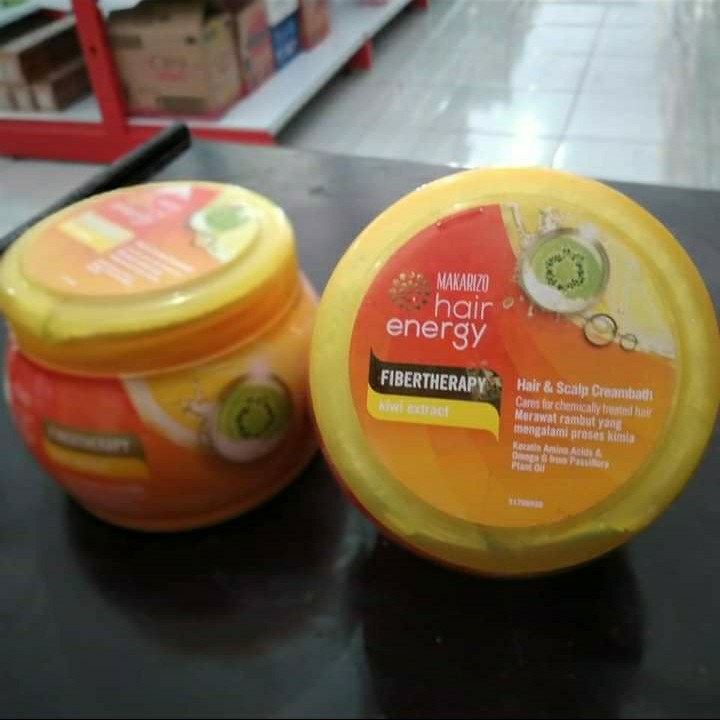 MAKARIZO
hair
energy
FIBERTHERAPY
kiwi extract
Hair & Scalp Creambath
Cares for chemically treated hair
Merawat rambut yang
mengalami proses kimia
Keratin Amino Acids &
Omega 6 from Passiflora
Plant Oil
FIBERTHERAPY